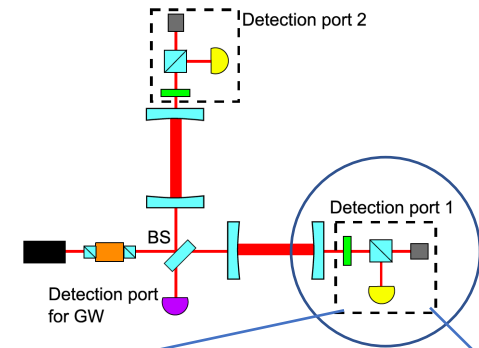 Detection port 2
Detection port 1
BS
Detection port
for GW